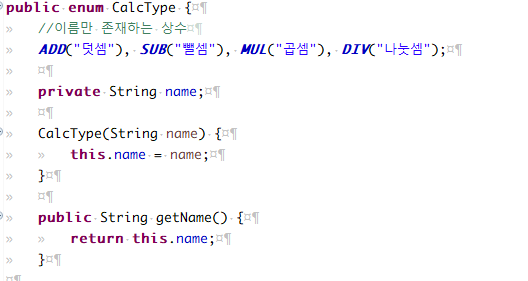 public enum CalcType {
//이름만 존재하는 상수
ADD("덧셈"), SUB("뺄셈"), MUL("곱셈"), DIV("나눗셈");
private String name;
CalcType(String name) {
this.name = name;
}
public String getName() {
return this.name;
}